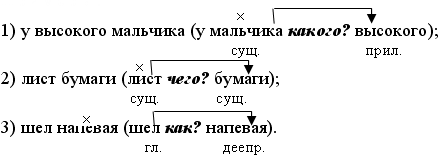 1) у высокого мальчика (у мальчика какого? высокого);
сущ. прил.
2) лист бумаги (лист чего? бумаги);
сущ. сущ.
3) шел напевая (шел как? напевая).
гл. деепр.